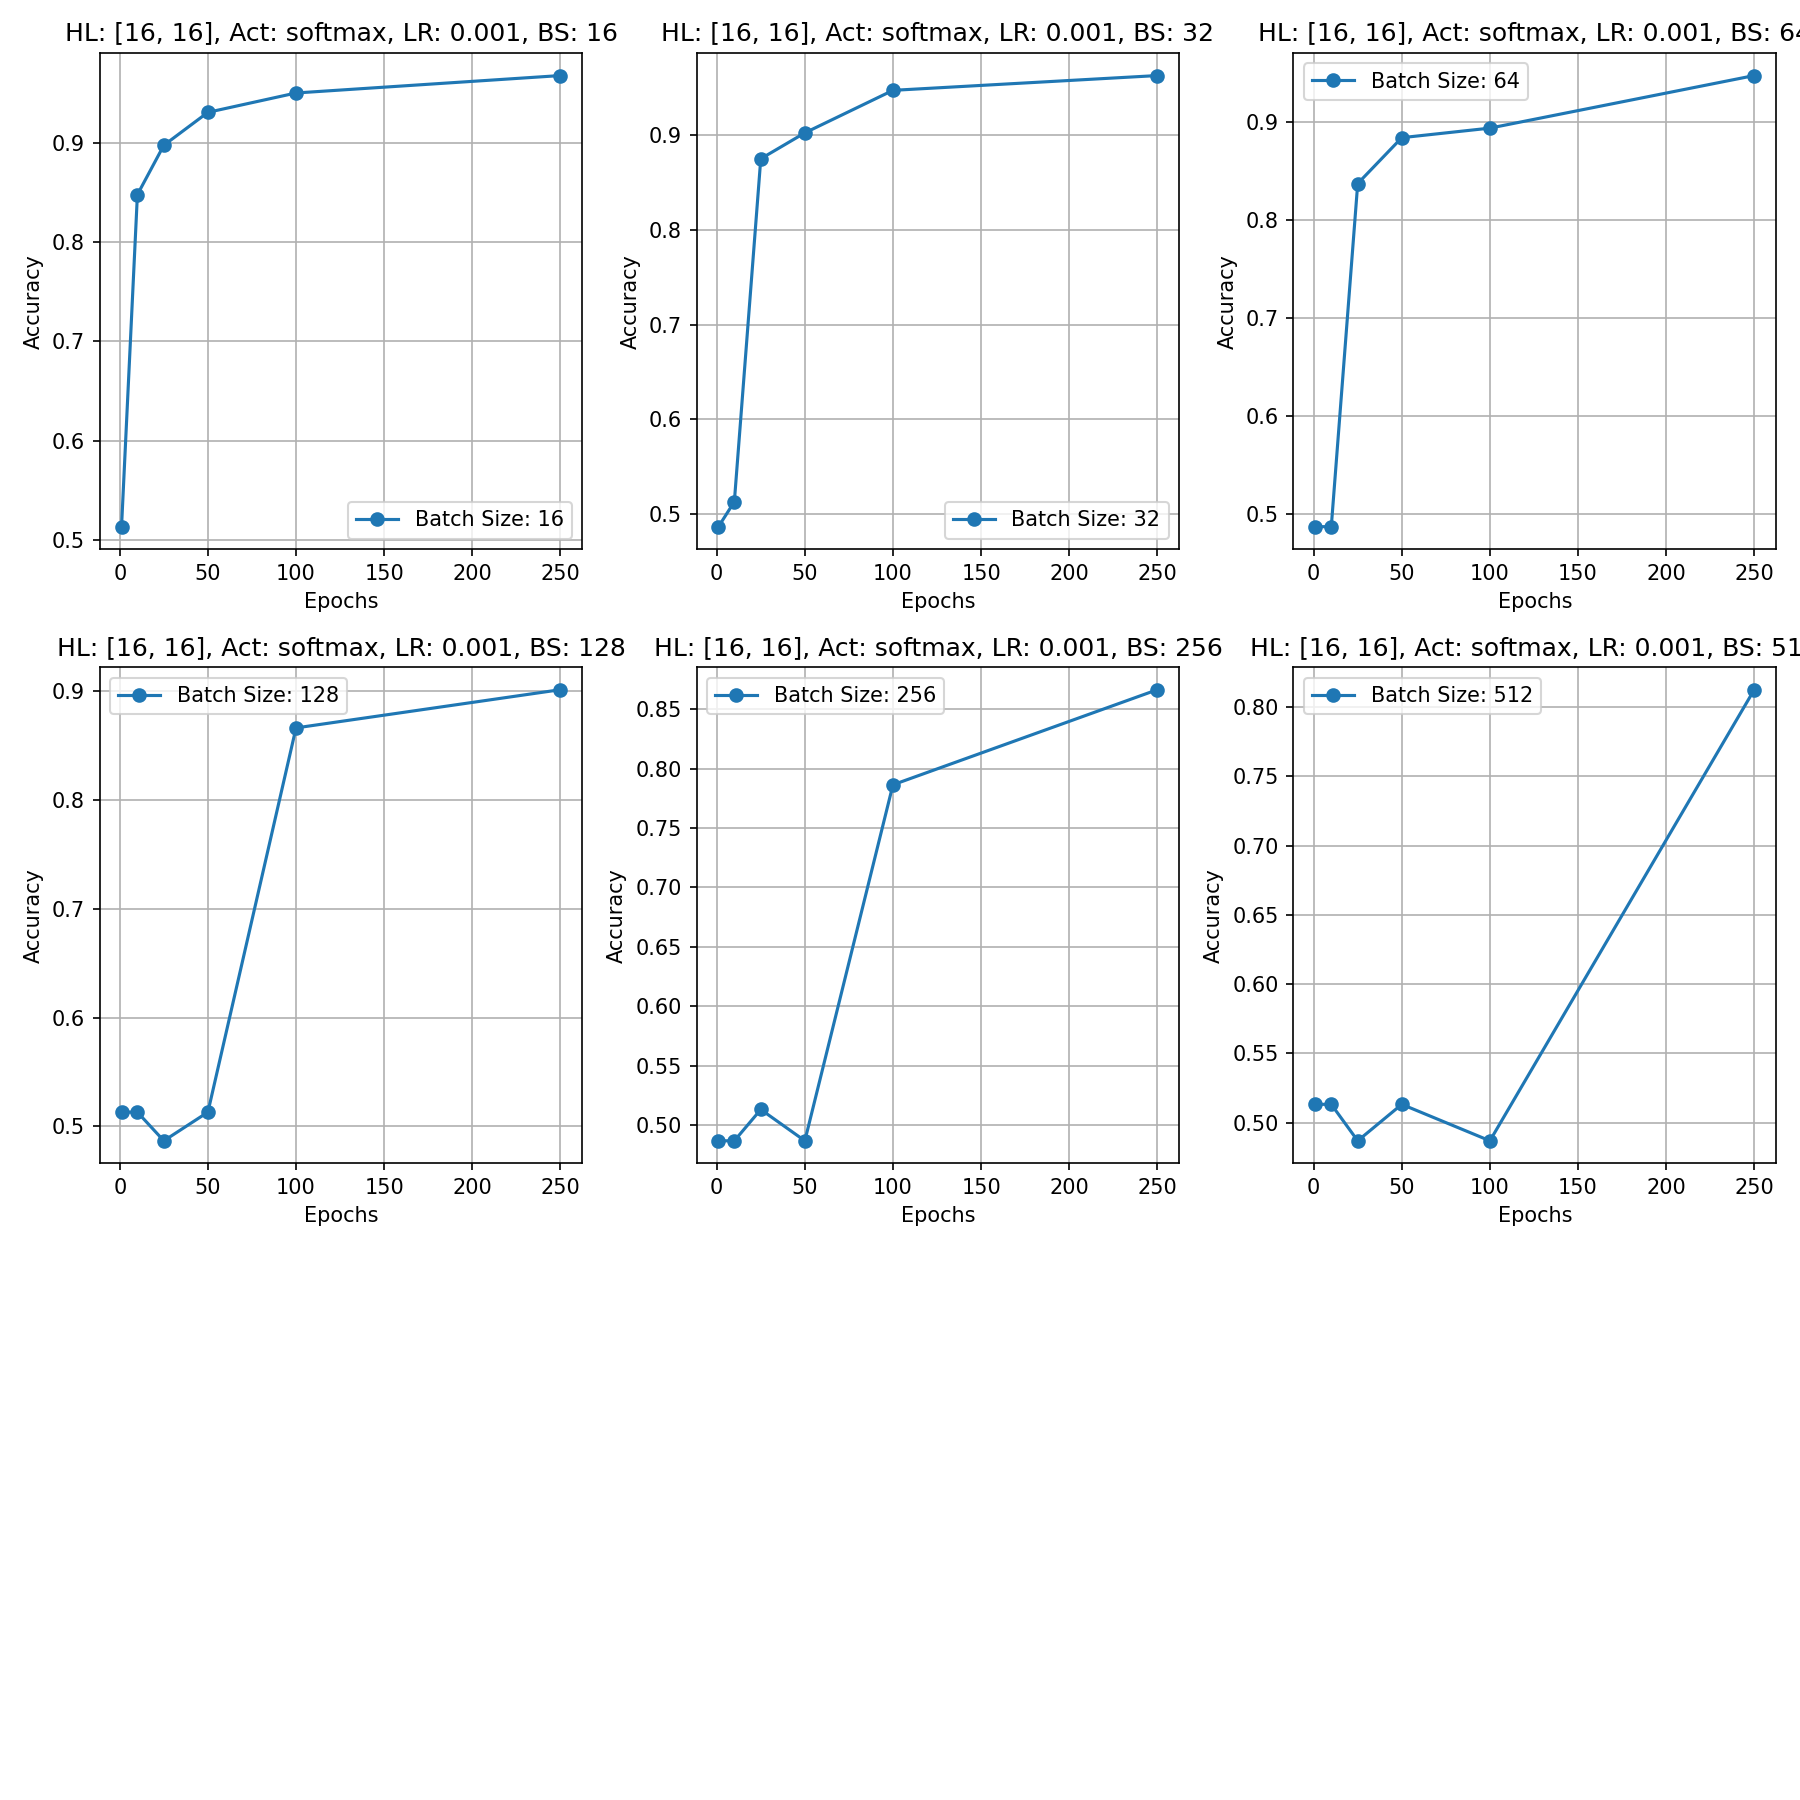 HL: [16, 16], Act: softmax, LR: 0.001, BS: 16
0.9
0.8
0.7
0.6
0.5
Accuracy
Batch Size: 16
0 50 100 150 200 250
Epochs
HL: [16, 16], Act: softmax, LR: 0.001, BS: 32
0.9
0.8
0.7
0.6
0.5
Accuracy
Batch Size: 32
0 50 100 150 200 250
Epochs
HL: [16, 16], Act: softmax, LR: 0.001, BS: 64
Batch Size: 64
0.9
0.8
0.7
0.6
0.5
Accuracy
0 50 100 150 200 250
Epochs
HL: [16, 16], Act: softmax, LR: 0.001, BS: 128
Batch Size: 128
0.9
0.8
0.7
0.6
0.5
Accuracy
0 50 100 150 200 250
Epochs
HL: [16, 16], Act: softmax, LR: 0.001, BS: 256
Batch Size: 256
0.85
0.80
0.75
0.70
0.65
0.60
0.55
0.50
Accuracy
0 50 100 150 200 250
Epochs
HL: [16, 16], Act: softmax, LR: 0.001, BS: 51
Batch Size: 512
0.80
0.75
0.70
0.65
0.60
0.55
0.50
Accuracy
0 50 100 150 200 250
Epochs